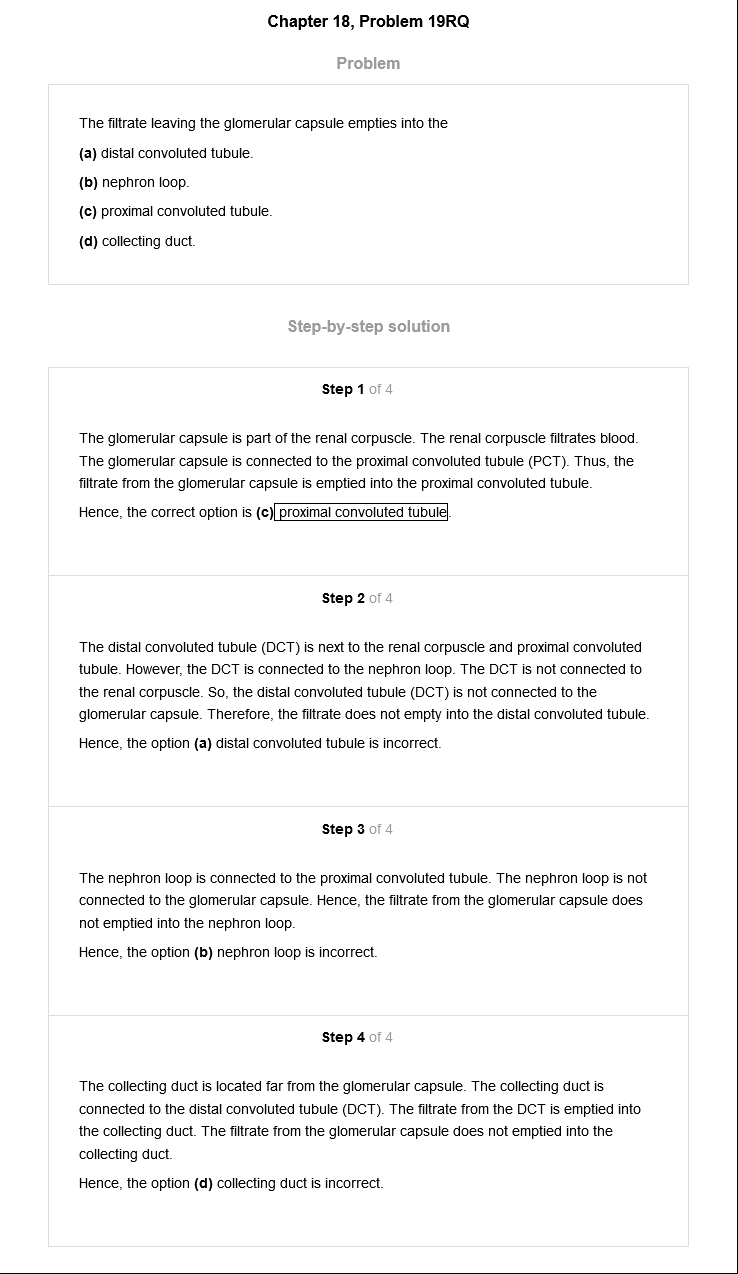 Chapter 18, Problem 19RQ
Problem
The filtrate leaving the glomerular capsule empties into the
(a) distal convoluted tubule.
(b) nephron loop.
(c) proximal convoluted tubule.
(d) collecting duct.
Step-by-step solution
Step 1 of 4
The glomerular capsule is part of the renal corpuscle. The renal corpuscle filtrates blood.
The glomerular capsule is connected to the proximal convoluted tubule (PCT). Thus, the
filtrate from the glomerular capsule is emptied into the proximal convoluted tubule.
Hence, the correct option is (c) proximal convoluted tubule.
Step 2 of 4
The distal convoluted tubule (DCT) is next to the renal corpuscle and proximal convoluted
tubule. However, the DCT is connected to the nephron loop. The DCT is not connected to
the renal corpuscle. So, the distal convoluted tubule (DCT) is not connected to the
glomerular capsule. Therefore, the filtrate does not empty into the distal convoluted tubule.
Hence, the option (a) distal convoluted tubule is incorrect.
Step 3 of 4
The nephron loop is connected to the proximal convoluted tubule. The nephron loop is not
connected to the glomerular capsule. Hence, the filtrate from the glomerular capsule does
not emptied into the nephron loop.
Hence, the option (b) nephron loop is incorrect.
Step 4 of 4
The collecting duct is located far from the glomerular capsule. The collecting duct is
connected to the distal convoluted tubule (DCT). The filtrate from the DCT is emptied into
the collecting duct. The filtrate from the glomerular capsule does not emptied into the
collecting duct.
Hence, the option (d) collecting duct is incorrect.